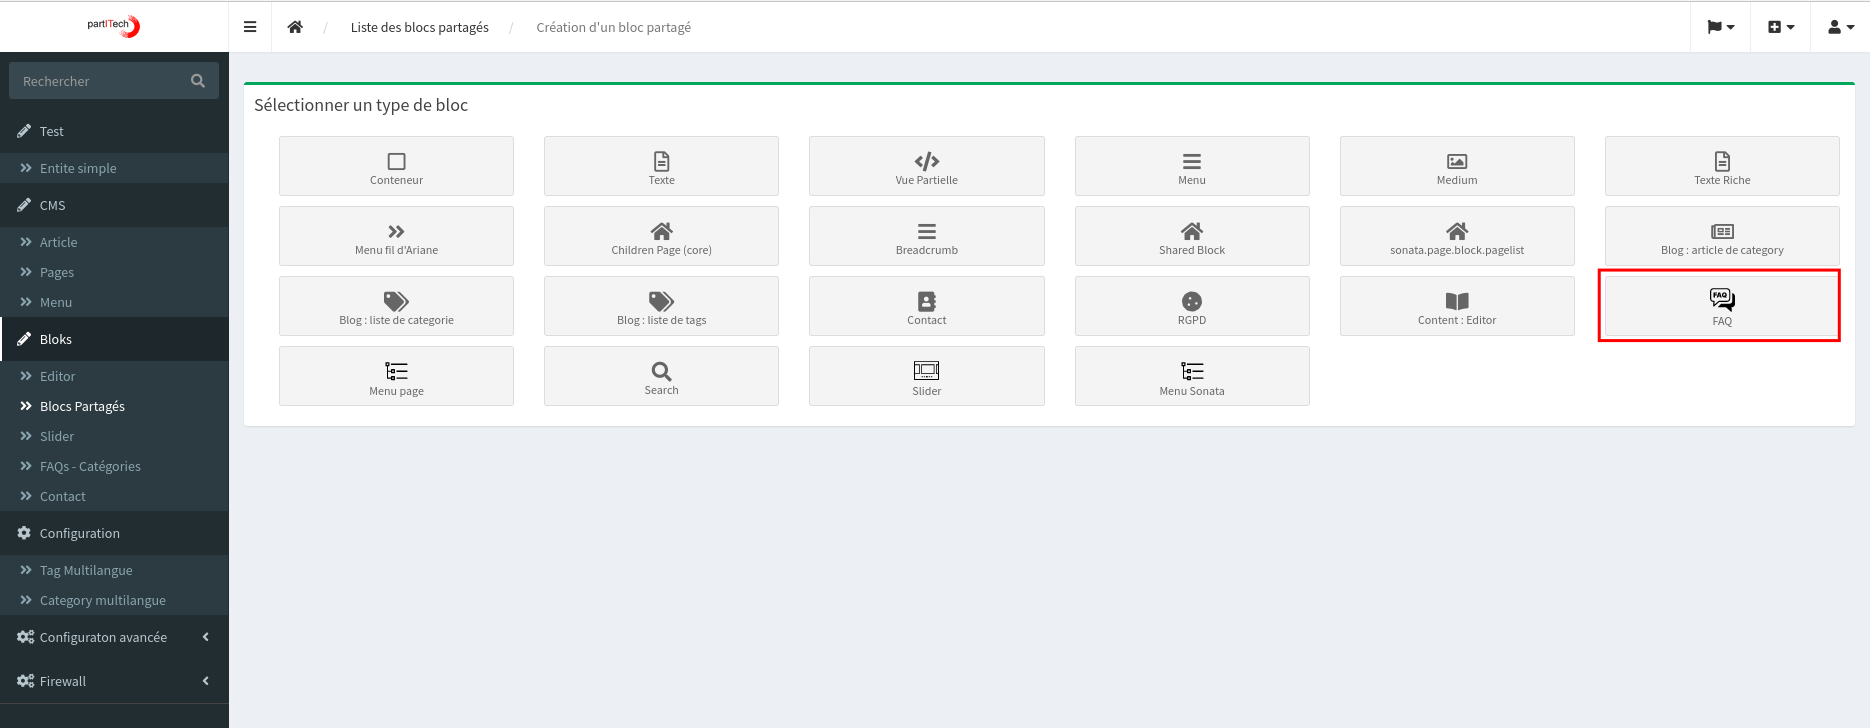 partITech
Liste des blocs partagés / Création d'un bloc partagé
Rechercher
Test
Entite simple
CMS
Article
Pages
Menu
Bloks
Editor
Blocs Partagés
Slider
FAQs - Catégories
Contact
Configuration
Tag Multilangue
Category multilangue
Configuraton avancée
Firewall
Sélectionner un type de bloc
Conteneur
Texte
Vue Partielle
Menu
Medium
Texte Riche
Menu fil d'Ariane
Children Page (core)
Breadcrumb
Shared Block
sonata.page.block.pagelist
Blog : article de category
Blog : liste de categorie
Blog : liste de tags
Contact
RGPD
Content : Editor
FAQ
FAQ
Menu page
Search
Slider
Menu Sonata